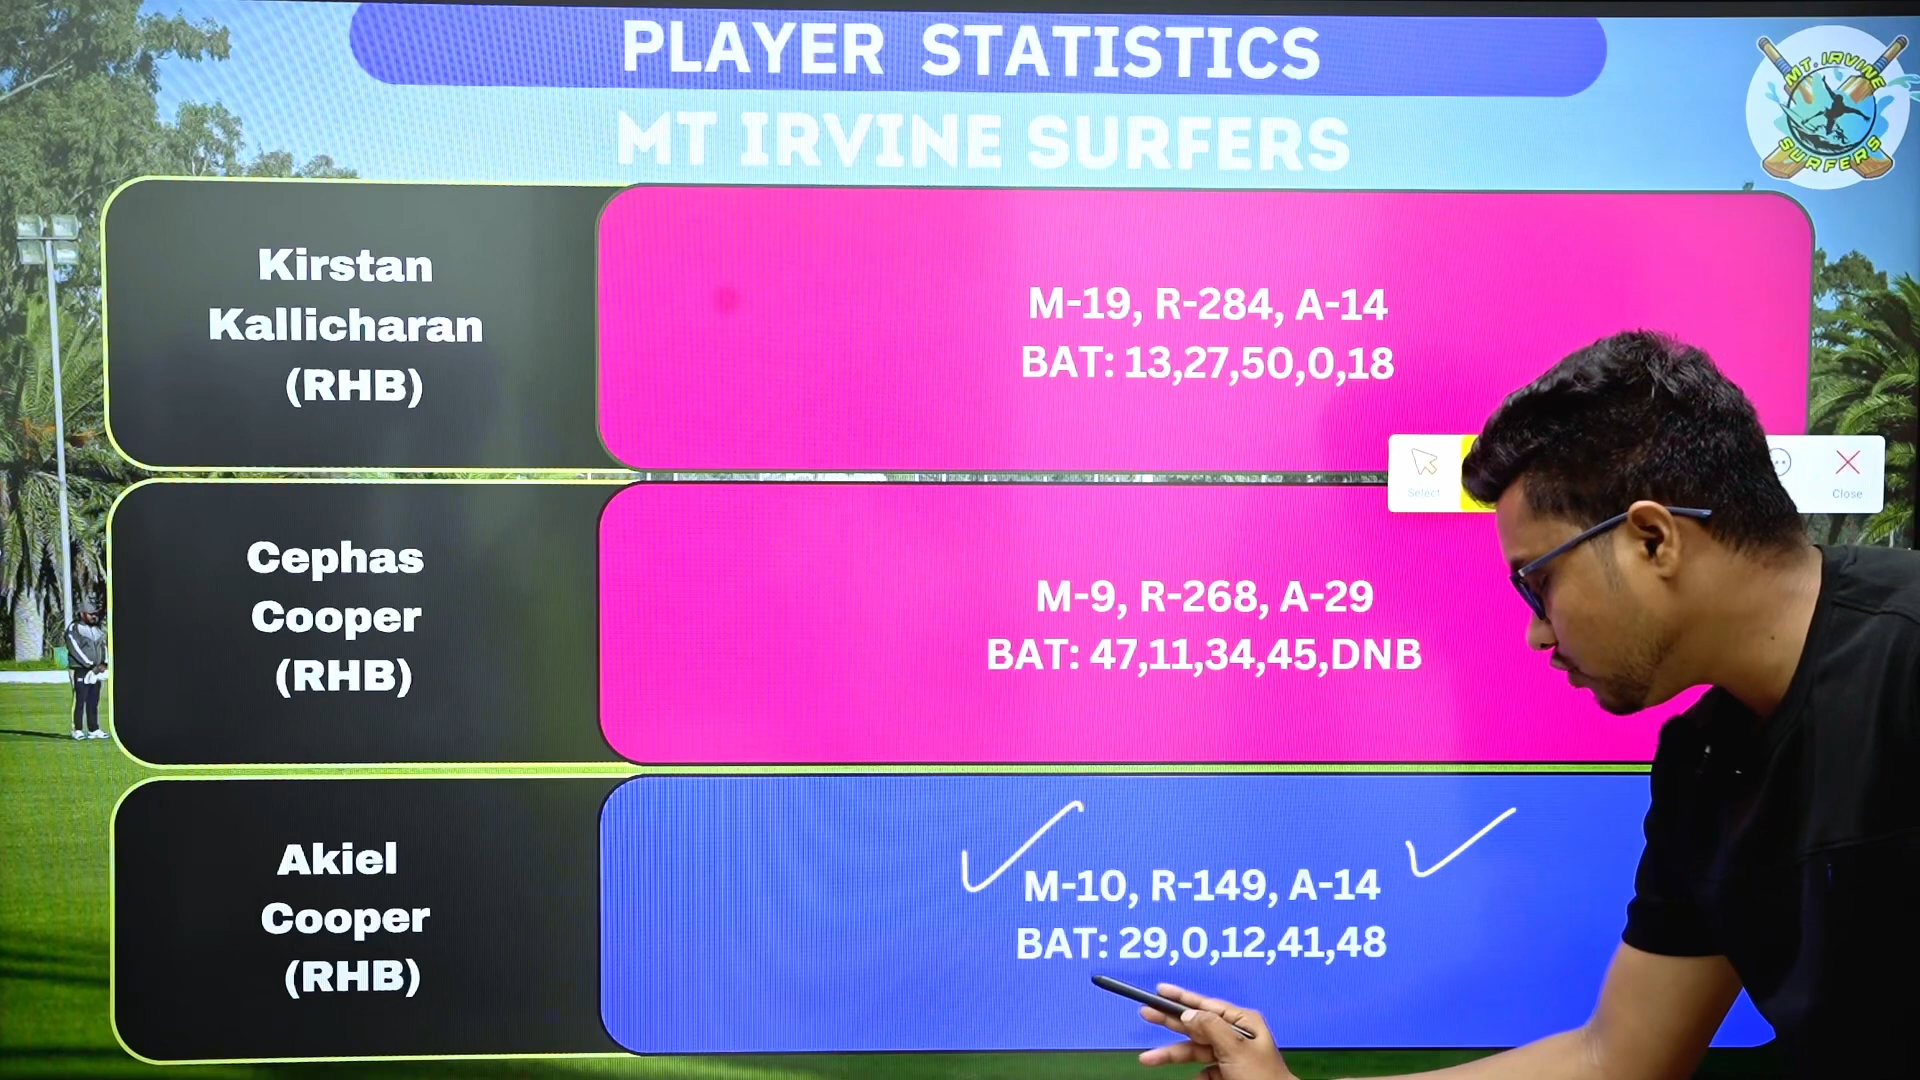 PLAYER STATISTICS
MT IRVINE SURFERS
MT. IRVINE
SURFERS
Kirstan
Kallicharan
(RHB)
M-19, R-284, A-14
BAT: 13,27,50,0,18
Select
Close
Cephas
Cooper
(RHB)
M-9, R-268, A-29
BAT: 47,11,34,45,DNB
Akiel
Cooper
(RHB)
M-10, R-149, A-14
BAT: 29,0,12,41,48